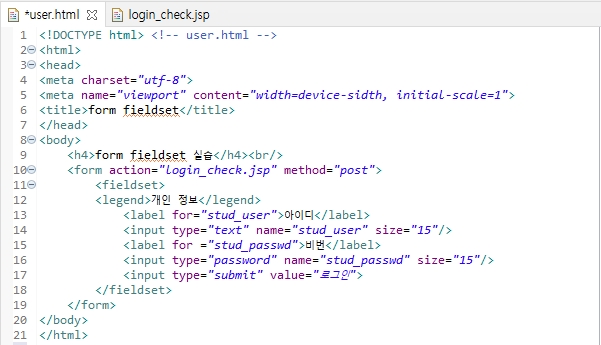 *user.html login_check.jsp
1 <!DOCTYPE html> <!-- user.html -->
2 <html>
3 <head>
4 <meta charset="utf-8">
5 <meta name="viewport" content="width=device-sidth, initial-scale=1">
6 <title>form fieldset</title>
7 </head>
8 <body>
9 <h4>form fieldset 실습</h4><br/>
10 <form action="login_check.jsp" method="post">
11 <fieldset>
12 <legend>개인 정보</legend>
13 <label for="stud_user">아이디</label>
14 <input type="text" name="stud_user" size="15"/>
15 <label for ="stud_passwd">비번</label>
16 <input type="password" name="stud_passwd" size="15"/>
17 <input type="submit" value="로그인">
18 </fieldset>
19 </form>
20 </body>
21 </html>